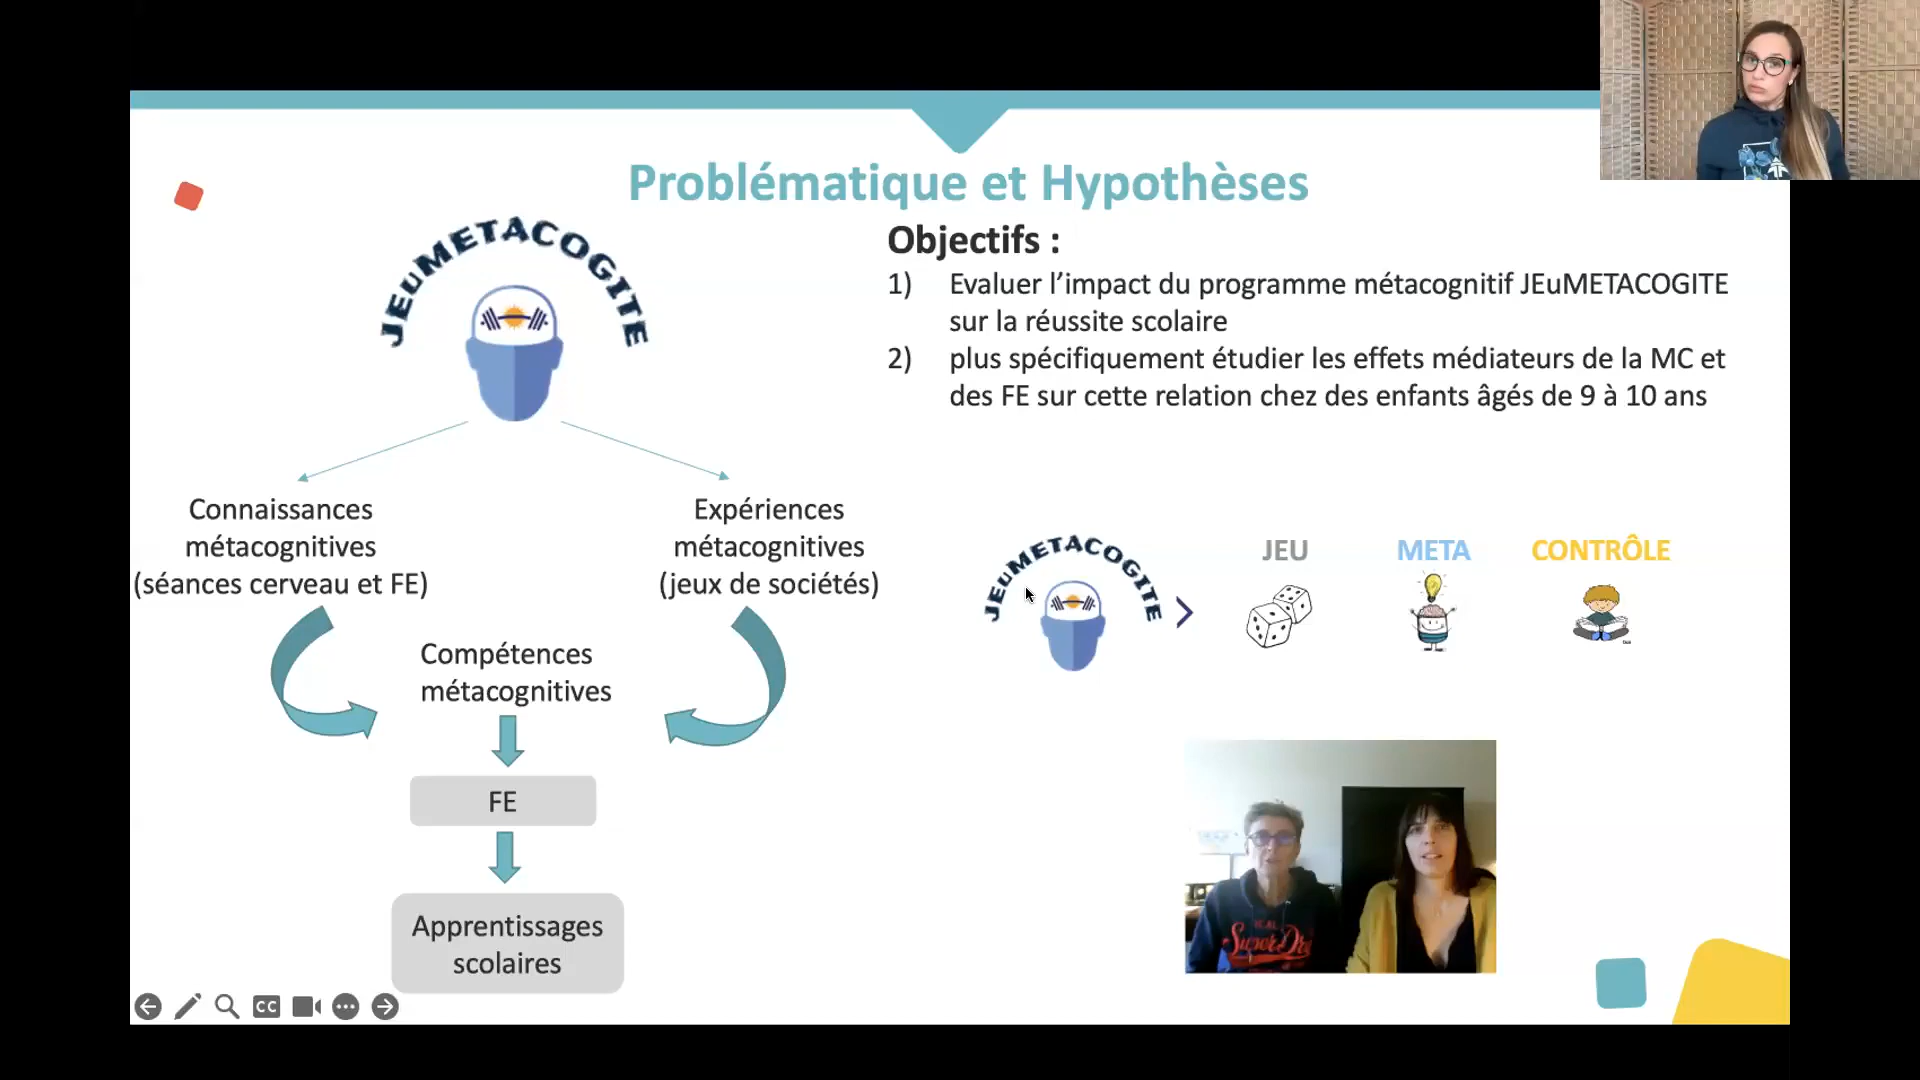 Problématique et Hypothèses
JEuMETACOGITE
Objectifs :
1) Evaluer l’impact du programme métacognitif JEuMETACOGITE
sur la réussite scolaire
2) plus spécifiquement étudier les effets médiateurs de la MC et
des FE sur cette relation chez des enfants âgés de 9 à 10 ans
Connaissances
métacognitives
(séances cerveau et FE)
Expériences
métacognitives
(jeux de sociétés)
Compétences
métacognitives
FE
Apprentissages
scolaires
JEuMETACOGITE
JEU
META
CONTRÔLE
CC